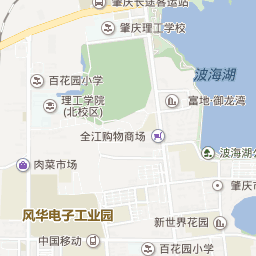 肇庆长途客运站
肇庆理工学校
波海湖
百花园小学
理工学院
(北校区)
富地·御龙湾
全江购物商场
肉菜市场
波海湖公
肇庆市
风华电子工业园
新世界花园
中国移动
百花园小学